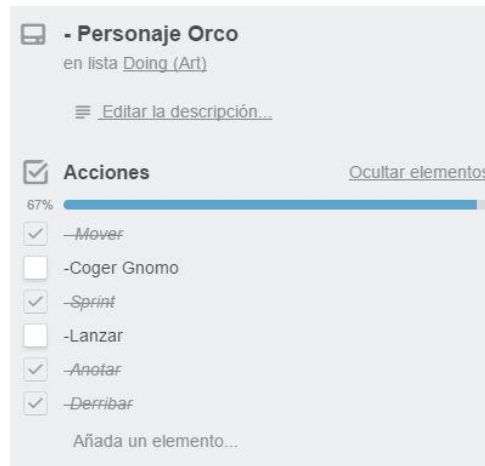 - Personaje Orco
en lista Doing (Art)
Editar la descripción...
Acciones Ocultar elementos
67%
-Mover
-Coger Gnomo
-Sprint
-Lanzar
-Anotar
-Derribar
Añada un elemento...